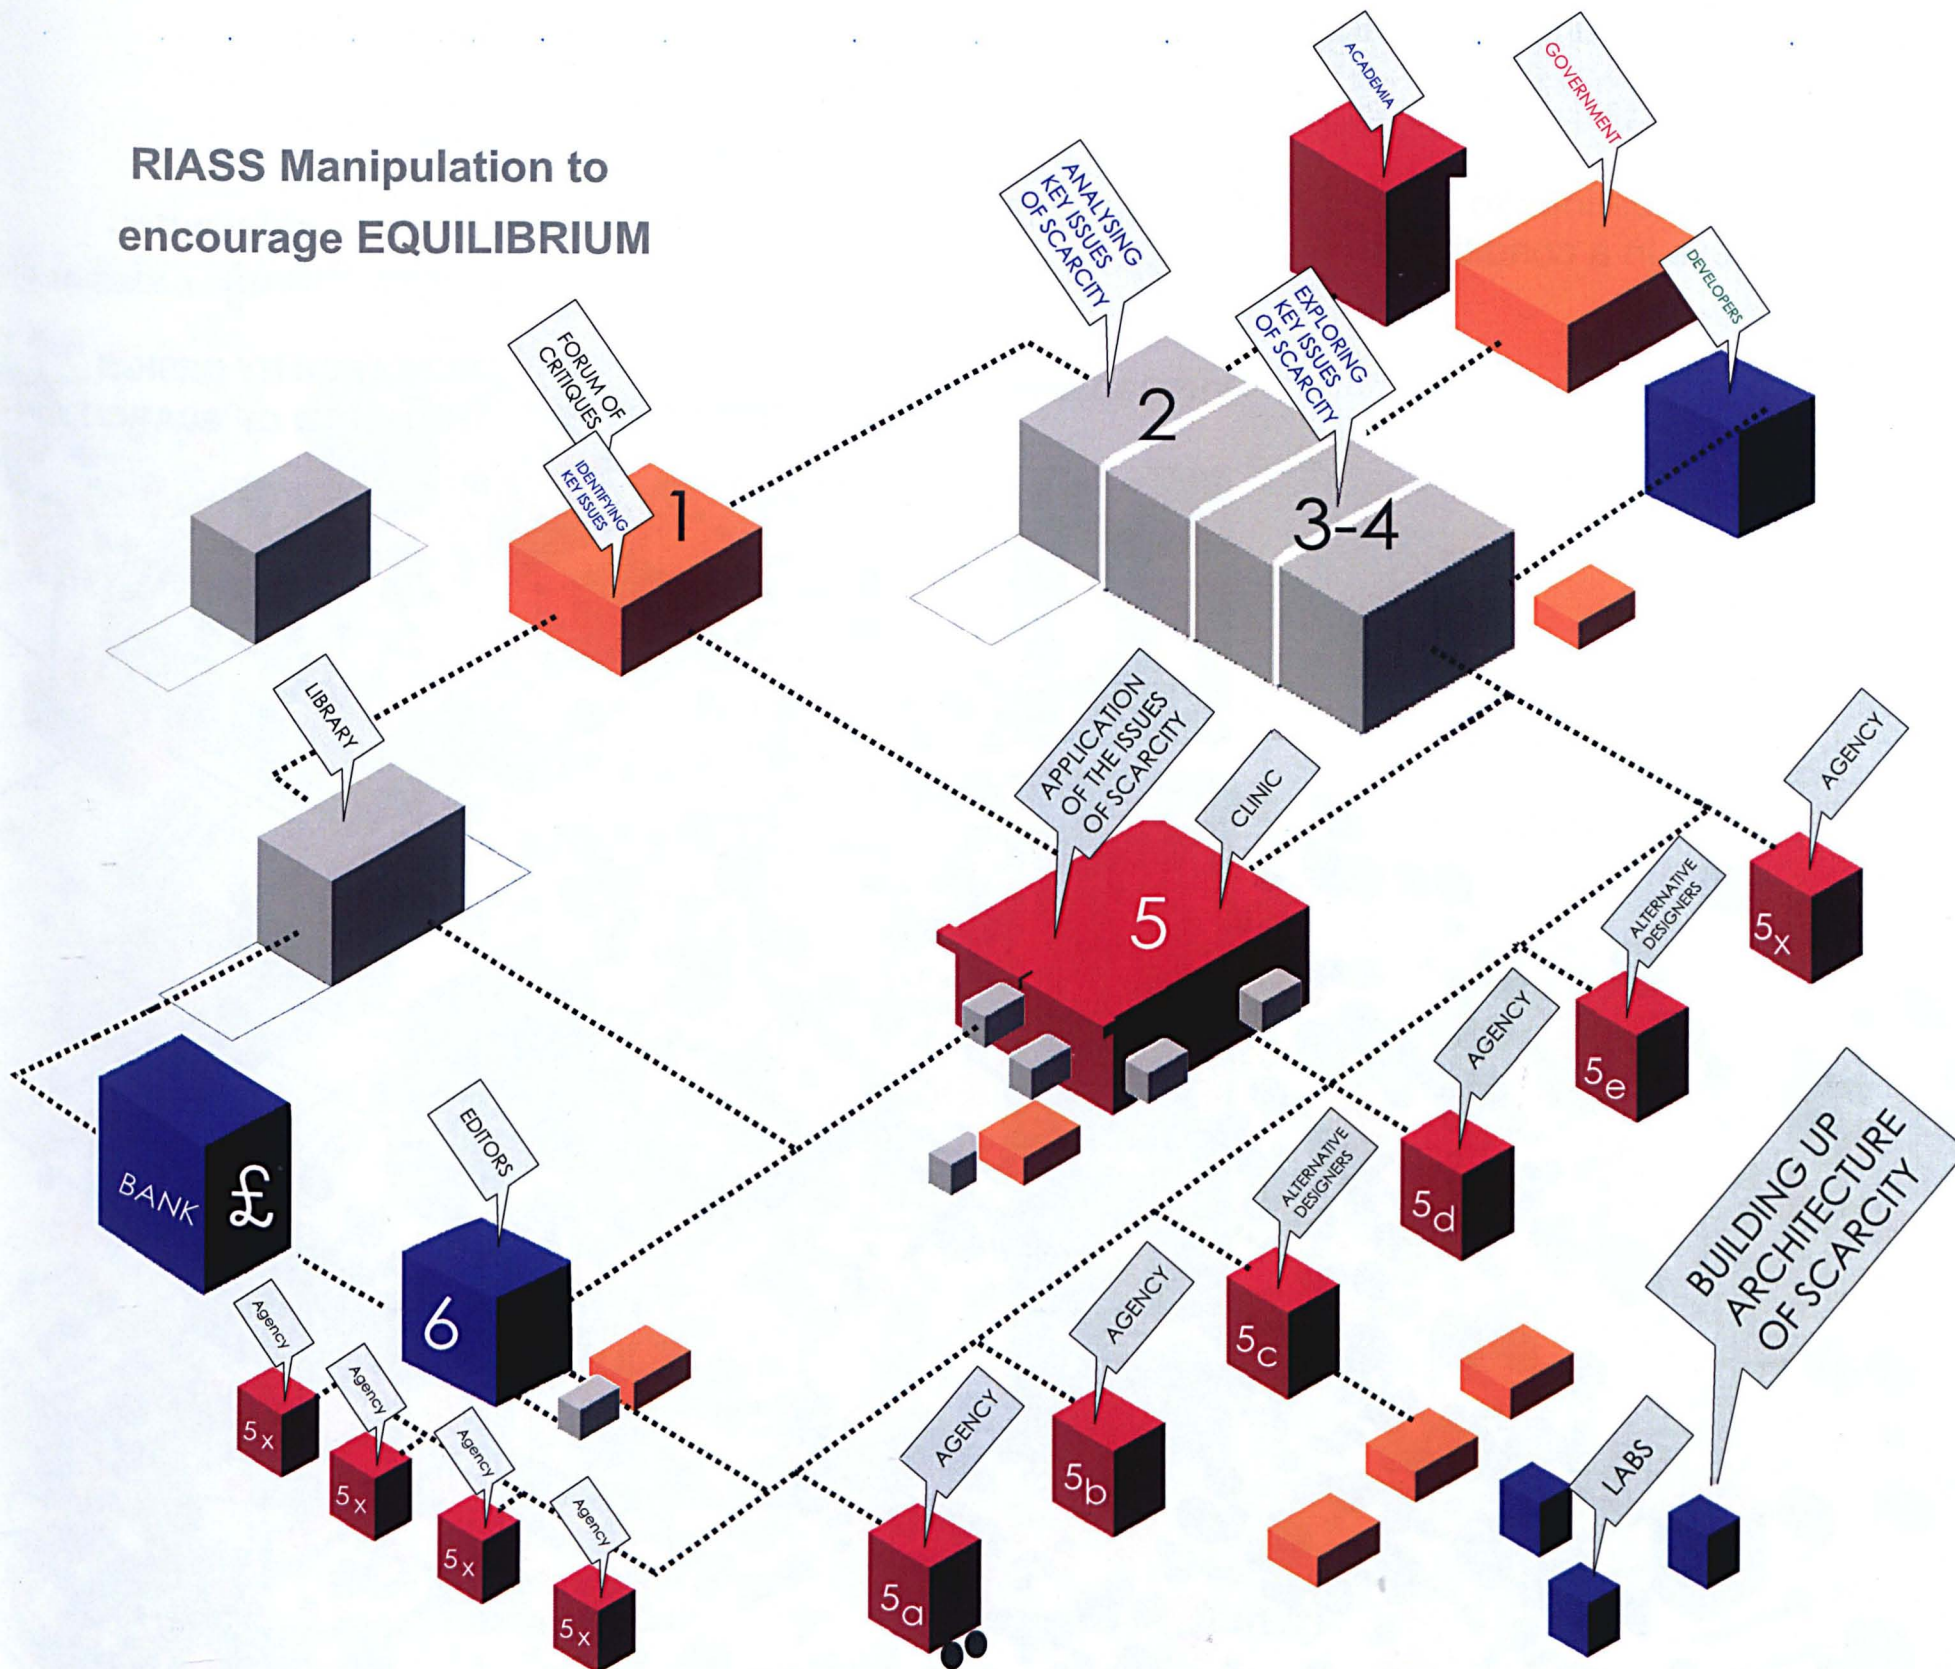 RIASS Manipulation to
encourage EQUILIBRIUM
ACADEMIA
GOVERNMENT
DEVELOPERS
ANALYSING
KEY ISSUES
OF SCARCITY
2
EXPLORING
KEY ISSUES
OF SCARCITY
3-4
FORUM OF
CRITIQUES
IDENTIFYING
KEY ISSUES
1
LIBRARY
APPLICATION
OF THE ISSUES
OF SCARCITY
CLINIC
5
AGENCY
5x
ALTERNATIVE
DESIGNERS
5e
AGENCY
5d
BANK
£
EDITORS
6
ALTERNATIVE
DESIGNERS
5c
AGENCY
5b
AGENCY
5a
BUILDING UP
ARCHITECTURE
OF SCARCITY
LABS
Agency
5x
Agency
5x
Agency
5x
Agency
5x